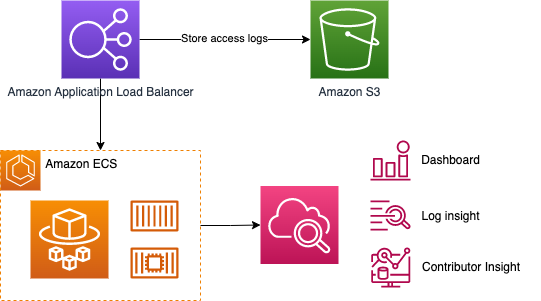 Store access logs
Amazon Application Load Balancer
Amazon S3
Amazon ECS
Dashboard
Log insight
Contributor Insight